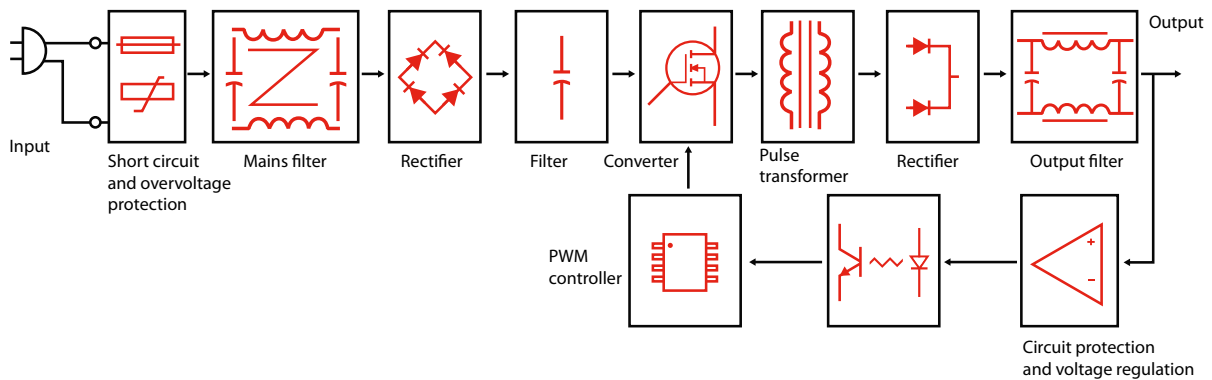 Output
Input
Short circuit
and overvoltage
protection
Mains filter
Rectifier
Filter
Converter
Pulse
transformer
Rectifier
Output filter
PWM
controller
+
-
Circuit protection
and voltage regulation